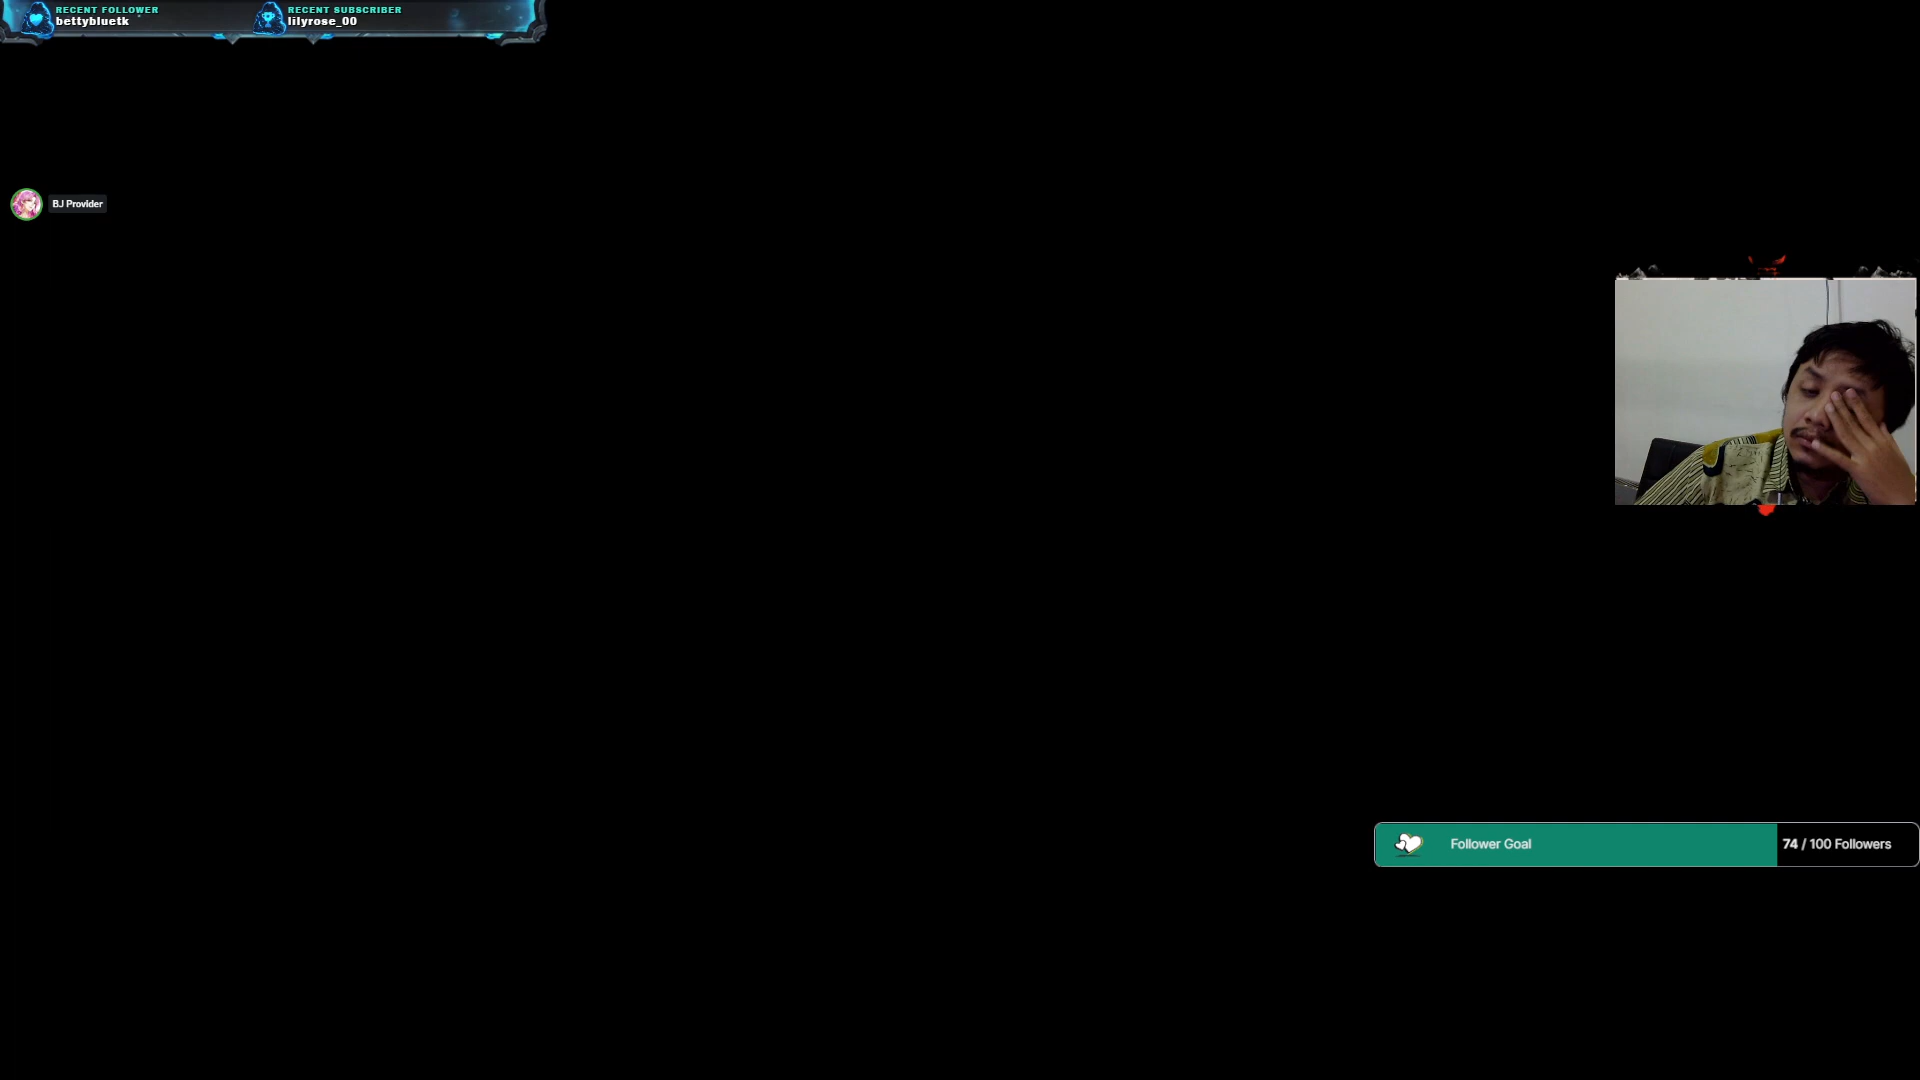 RECENT FOLLOWER
bettybluetk
RECENT SUBSCRIBER
lilyrose_00
BJ Provider
Follower Goal
74 / 100 Followers